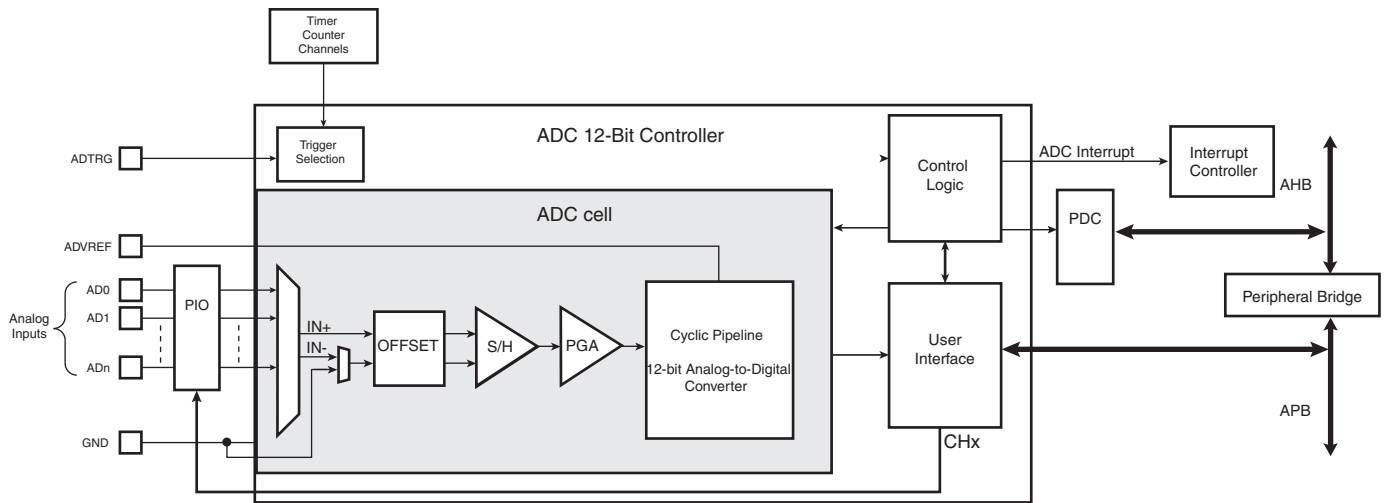 Timer
Counter
Channels
ADC 12-Bit Controller
ADTRG
Trigger
Selection
Control
Logic
ADC Interrupt
Interrupt
Controller
AHB
ADC cell
PDC
ADVREF
AD0
PIO
Analog
Inputs
AD1
ADn
IN+
IN-
OFFSET
S/H
PGA
Cyclic Pipeline
12-bit Analog-to-Digital
Converter
User
Interface
Peripheral Bridge
APB
GND
CHx